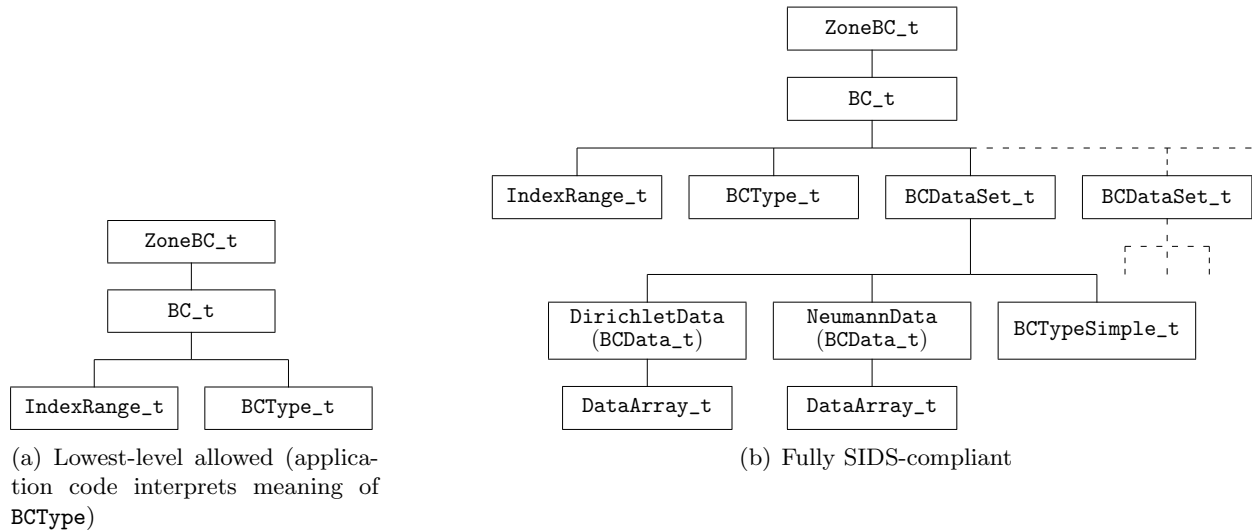 ZoneBC_t
BC_t
IndexRange_t
BCType_t
(a) Lowest-level allowed (applica-
tion code interprets meaning of
BCType)
ZoneBC_t
BC_t
IndexRange_t
BCType_t
BCDataSet_t
BCDataSet_t
DirichletData
(BCData_t)
NeumannData
(BCData_t)
BCTypeSimple_t
DataArray_t
DataArray_t
(b) Fully SIDS-compliant